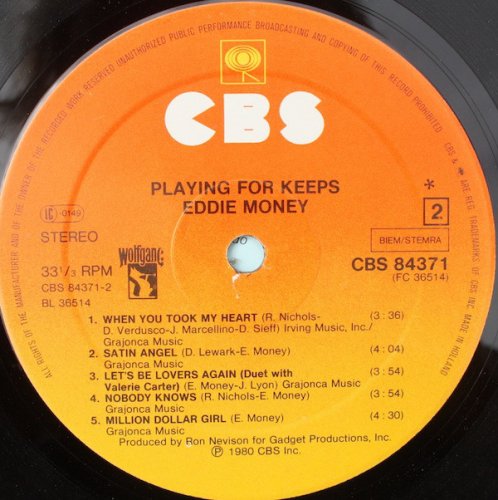 ALL RIGHTS OF THE MANUFACTURER AND OF THE OWNER OF THE RECORDED WORK RESERVED UNAUTHORIZED PUBLIC PERFORMANCE BROADCASTING AND COPYING OF THIS RECORD PROHIBITED
CBS & ARE REG. TRADEMARKS OF CBS INC. MADE IN HOLLAND
CBS
PLAYING FOR KEEPS
EDDIE MONEY
LC -0149
* 2
STEREO
BIEM/STEMRA
33 1/3 RPM
wolfgang
CBS 84371
CBS 84371-2
(FC 36514)
BL 36514
1. WHEN YOU TOOK MY HEART (R. Nichols- (3:36)
D. Verdusco-J. Marcellino-D. Sieff) Irving Music, Inc./
Grajonca Music
2. SATIN ANGEL (D. Lewark-E. Money) (4:04)
Grajonca Music
3. LET'S BE LOVERS AGAIN (Duet with
Valerie Carter) (E. Money-J. Lyon) Grajonca Music (3:54)
4. NOBODY KNOWS (R. Nichols-E. Money) (3:54)
Grajonca Music
5. MILLION DOLLAR GIRL (E. Money) (4:30)
Grajonca Music
Produced by Ron Nevison for Gadget Productions, Inc.
℗ 1980 CBS Inc.